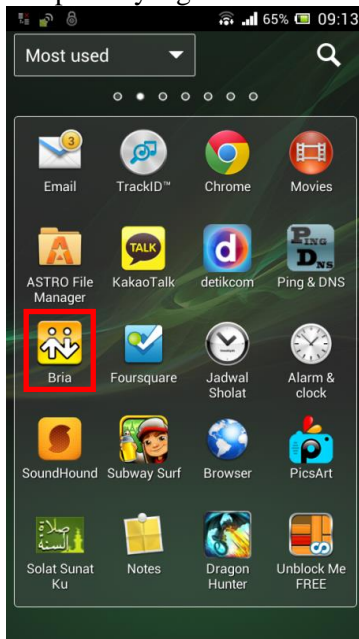 65% 09:13
Most used
3
Email TrackID™ Chrome Movies
TALK
d
PING
DNS
ASTRO File Manager KakaoTalk detikcom Ping & DNS
Bria Foursquare Jadwal Sholat Alarm & clock
SoundHound Subway Surf Browser PicsArt
صلاة
السنة
Solat Sunat Ku Notes Dragon Hunter Unblock Me FREE